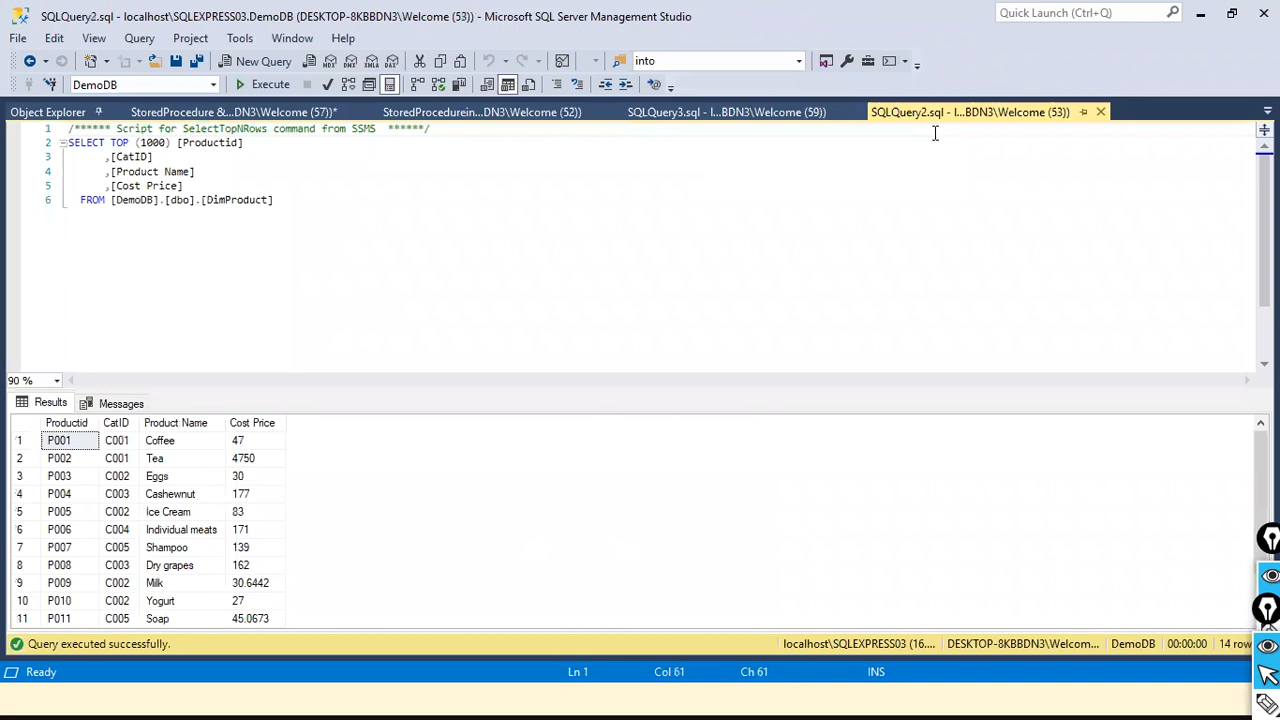 SQLQuery2.sql - localhost\SQLEXPRESS03.DemoDB (DESKTOP-8KBBDN3\Welcome (53)) - Microsoft SQL Server Management Studio
Quick Launch (Ctrl+Q)
File Edit View Query Project Tools Window Help
New Query MDX DMX XMLA DAX into
DemoDB Execute
Object Explorer StoredProcedure &...DN3\Welcome (57))* StoredProcedurein...DN3\Welcome (52)) SQLQuery3.sql - l...BDN3\Welcome (59)) SQLQuery2.sql - l...BDN3\Welcome (53))
1 /****** Script for SelectTopNRows command from SSMS ******/
2 SELECT TOP (1000) [Productid]
3 ,[CatID]
4 ,[Product Name]
5 ,[Cost Price]
6 FROM [DemoDB].[dbo].[DimProduct]
90 %
Results Messages
Productid CatID Product Name Cost Price
1 P001 C001 Coffee 47
2 P002 C001 Tea 4750
3 P003 C002 Eggs 30
4 P004 C003 Cashewnut 177
5 P005 C002 Ice Cream 83
6 P006 C004 Individual meats 171
7 P007 C005 Shampoo 139
8 P008 C003 Dry grapes 162
9 P009 C002 Milk 30.6442
10 P010 C002 Yogurt 27
11 P011 C005 Soap 45.0673
Query executed successfully. localhost\SQLEXPRESS03 (16.... DESKTOP-8KBBDN3\Welcom... DemoDB 00:00:00 14 row
Ready Ln 1 Col 61 Ch 61 INS